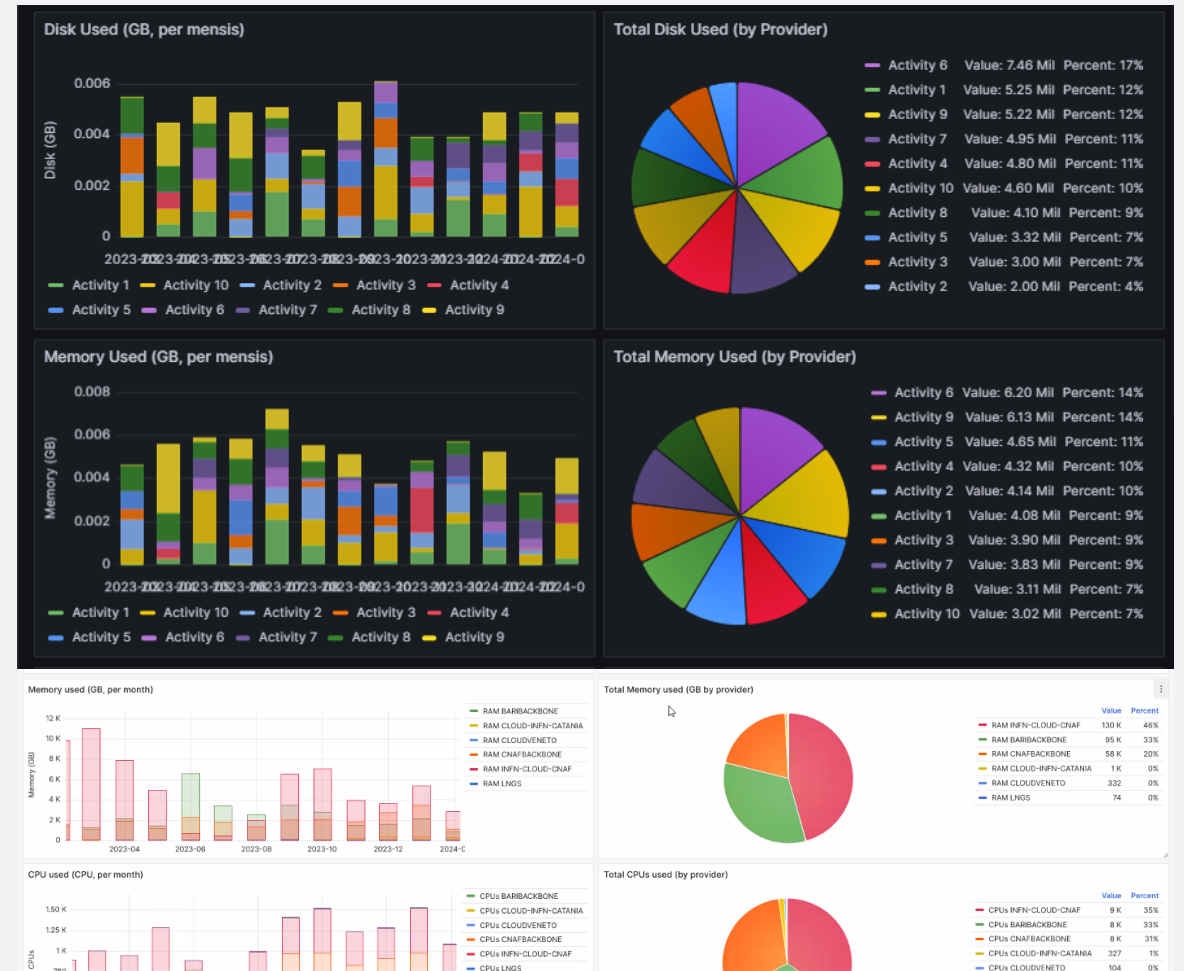 Disk Used (GB, per mensis)
0.006
0.004
0.002
0
Disk (GB)
Activity 1 Activity 10 Activity 2 Activity 3 Activity 4
Activity 5 Activity 6 Activity 7 Activity 8 Activity 9
Total Disk Used (by Provider)
Activity 6 Value: 7.46 Mil Percent: 17%
Activity 1 Value: 5.25 Mil Percent: 12%
Activity 9 Value: 5.22 Mil Percent: 12%
Activity 7 Value: 4.95 Mil Percent: 11%
Activity 4 Value: 4.80 Mil Percent: 11%
Activity 10 Value: 4.60 Mil Percent: 10%
Activity 8 Value: 4.10 Mil Percent: 9%
Activity 5 Value: 3.32 Mil Percent: 7%
Activity 3 Value: 3.00 Mil Percent: 7%
Activity 2 Value: 2.00 Mil Percent: 4%
Memory Used (GB, per mensis)
0.008
0.006
0.004
0.002
0
Memory (GB)
Activity 1 Activity 10 Activity 2 Activity 3 Activity 4
Activity 5 Activity 6 Activity 7 Activity 8 Activity 9
Total Memory Used (by Provider)
Activity 6 Value: 6.20 Mil Percent: 14%
Activity 9 Value: 6.13 Mil Percent: 14%
Activity 5 Value: 4.65 Mil Percent: 11%
Activity 4 Value: 4.32 Mil Percent: 10%
Activity 2 Value: 4.14 Mil Percent: 10%
Activity 1 Value: 4.08 Mil Percent: 9%
Activity 3 Value: 3.90 Mil Percent: 9%
Activity 7 Value: 3.83 Mil Percent: 9%
Activity 8 Value: 3.11 Mil Percent: 7%
Activity 10 Value: 3.02 Mil Percent: 7%
Memory used (GB, per month)
12 K
10 K
8 K
6 K
4 K
2 K
0
Memory (GB)
2023-04 2023-06 2023-08 2023-10 2023-12
RAM BARIBACKBONE
RAM CLOUD-INFN-CATANIA
RAM CLOUDVENETO
RAM CNAFBACKBONE
RAM INFN-CLOUD-CNAF
RAM LNGS
Total Memory used (GB by provider)
Value Percent
RAM INFN-CLOUD-CNAF 130 K 46%
RAM BARIBACKBONE 95 K 33%
RAM CNAFBACKBONE 58 K 20%
RAM CLOUD-INFN-CATANIA 1 K 0%
RAM CLOUDVENETO 332 0%
RAM LNGS 74 0%
CPU used (CPU, per month)
1.50 K
1.25 K
1 K
CPUs
CPUs BARIBACKBONE
CPUs CLOUD-INFN-CATANIA
CPUs CLOUDVENETO
CPUs CNAFBACKBONE
CPUs INFN-CLOUD-CNAF
CPUs LNGS
Total CPUs used (by provider)
Value Percent
CPUs INFN-CLOUD-CNAF 9 K 35%
CPUs BARIBACKBONE 8 K 33%
CPUs CNAFBACKBONE 8 K 31%
CPUs CLOUD-INFN-CATANIA 327 1%
CPUs CLOUDVENETO 104 0%